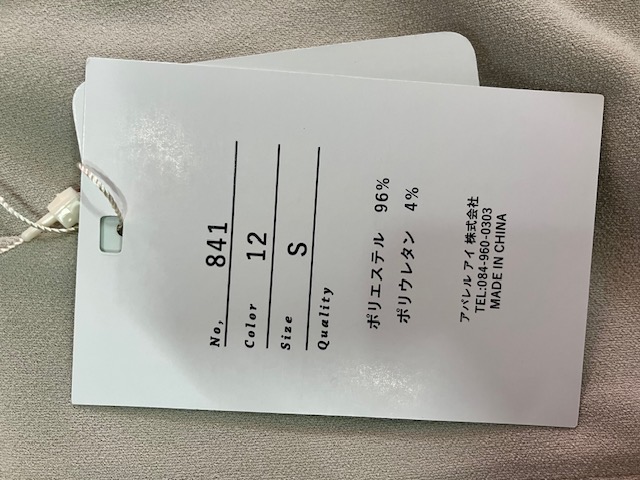 No, 841
Color 12
Size S
Quality
ポリエステル 96%
ポリウレタン 4%
アパレル アイ 株式会社
TEL:084-960-0303
MADE IN CHINA